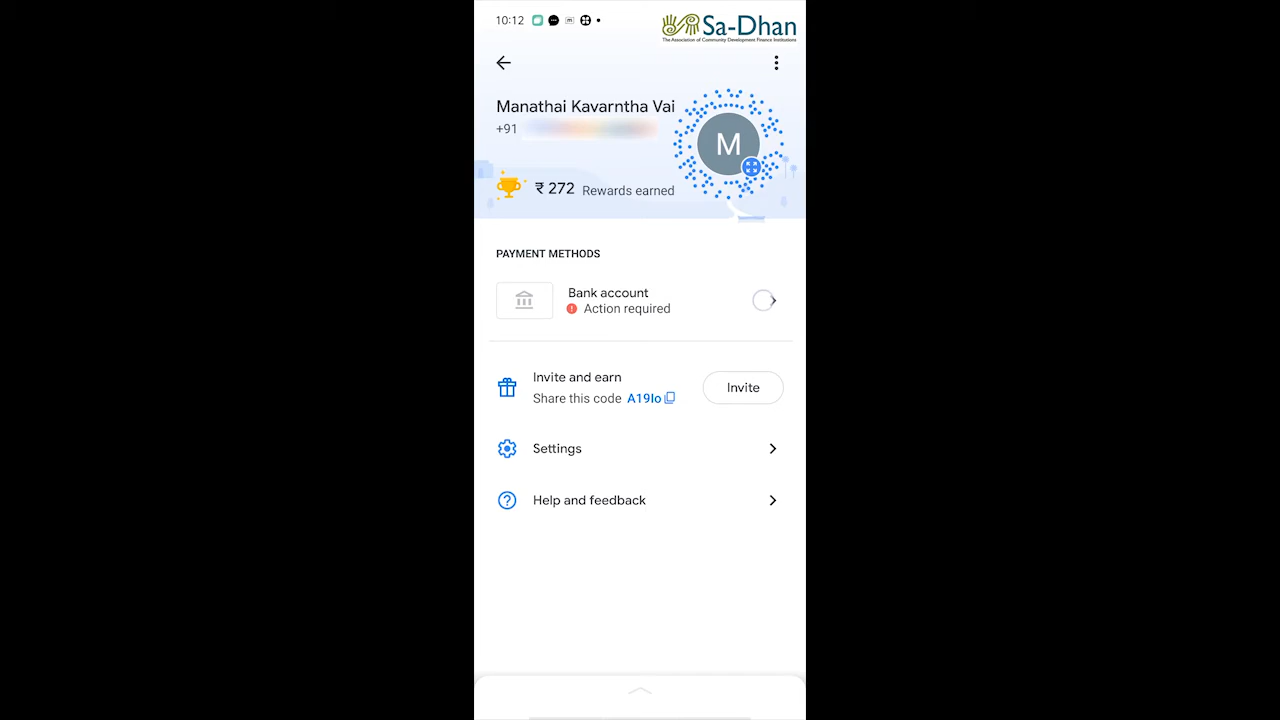 10:12
Sa-Dhan
The Association of Community Development Finance Institutions
Manathai Kavarntha Vai
+91
M
₹ 272 Rewards earned
PAYMENT METHODS
Bank account
Action required
Invite and earn
Share this code A19Io
Invite
Settings
Help and feedback